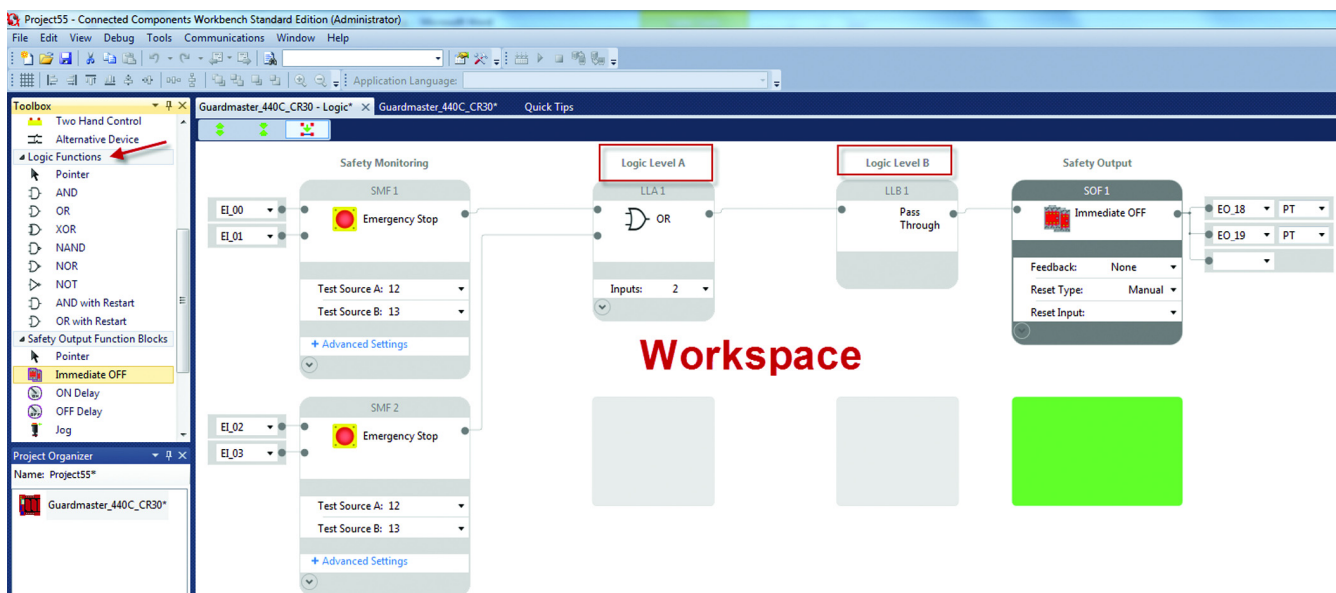 Project55 - Connected Components Workbench Standard Edition (Administrator)
File Edit View Debug Tools Communications Window Help
Application Language:
Toolbox
Two Hand Control
Alternative Device
Logic Functions
Pointer
AND
OR
XOR
NAND
NOR
NOT
AND with Restart
OR with Restart
Safety Output Function Blocks
Pointer
Immediate OFF
ON Delay
OFF Delay
Jog
Project Organizer
Name: Project55*
Guardmaster_440C_CR30*
Guardmaster_440C_CR30 - Logic* Guardmaster_440C_CR30* Quick Tips
Safety Monitoring Logic Level A Logic Level B Safety Output
SMF 1
EI_00
EI_01
Emergency Stop
Test Source A: 12
Test Source B: 13
+ Advanced Settings
LLA 1
OR
Inputs: 2
LLB 1
Pass
Through
SOF 1
Immediate OFF
EO_18 PT
EO_19 PT
Feedback: None
Reset Type: Manual
Reset Input:
Workspace
SMF 2
EI_02
EI_03
Emergency Stop
Test Source A: 12
Test Source B: 13
+ Advanced Settings